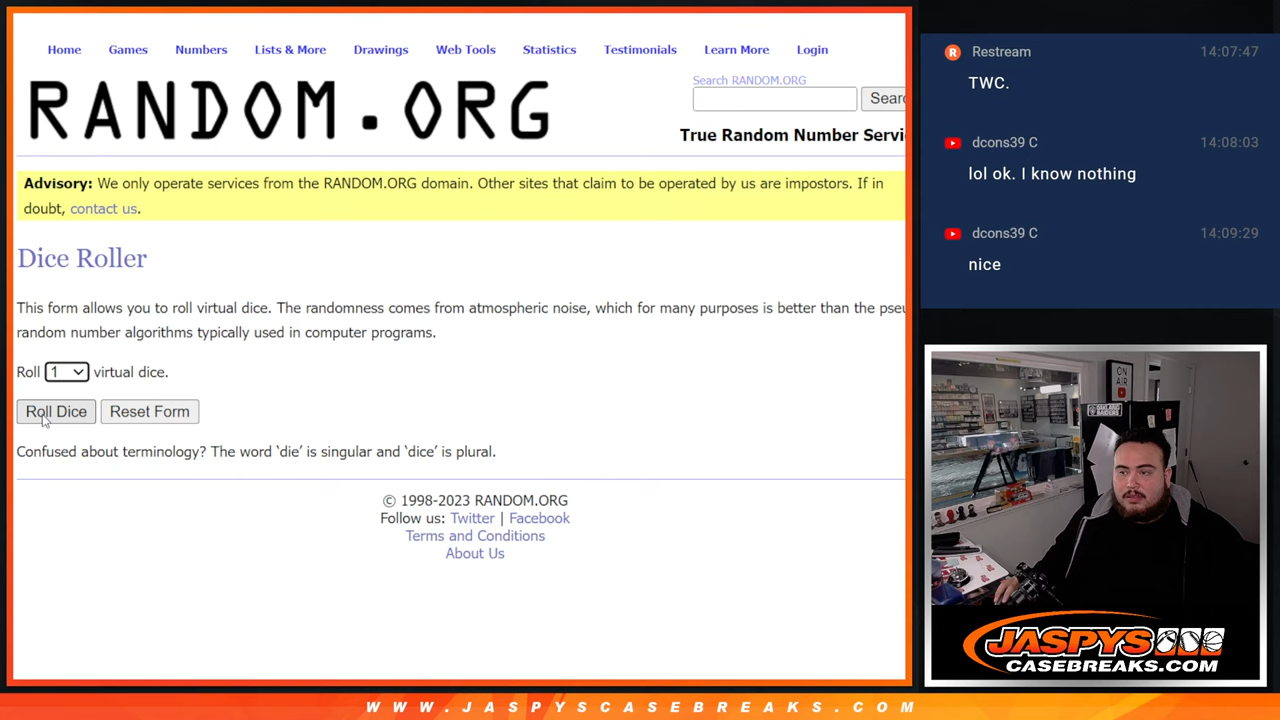 Home Games Numbers Lists & More Drawings Web Tools Statistics Testimonials Learn More Login
RANDOM.ORG
Search RANDOM.ORG
Searc
True Random Number Servi
Advisory: We only operate services from the RANDOM.ORG domain. Other sites that claim to be operated by us are impostors. If in
doubt, contact us.
Dice Roller
This form allows you to roll virtual dice. The randomness comes from atmospheric noise, which for many purposes is better than the pseu
random number algorithms typically used in computer programs.
Roll 1 virtual dice.
Roll Dice Reset Form
Confused about terminology? The word ‘die’ is singular and ‘dice’ is plural.
© 1998-2023 RANDOM.ORG
Follow us: Twitter | Facebook
Terms and Conditions
About Us
R Restream 14:07:47
TWC.
dcons39 C 14:08:03
lol ok. I know nothing
dcons39 C 14:09:29
nice
ON
AIR
OAKLAND
RAIDERS
JASPYS
CASEBREAKS.COM
WWW.JASPYSCASEBREAKS.COM